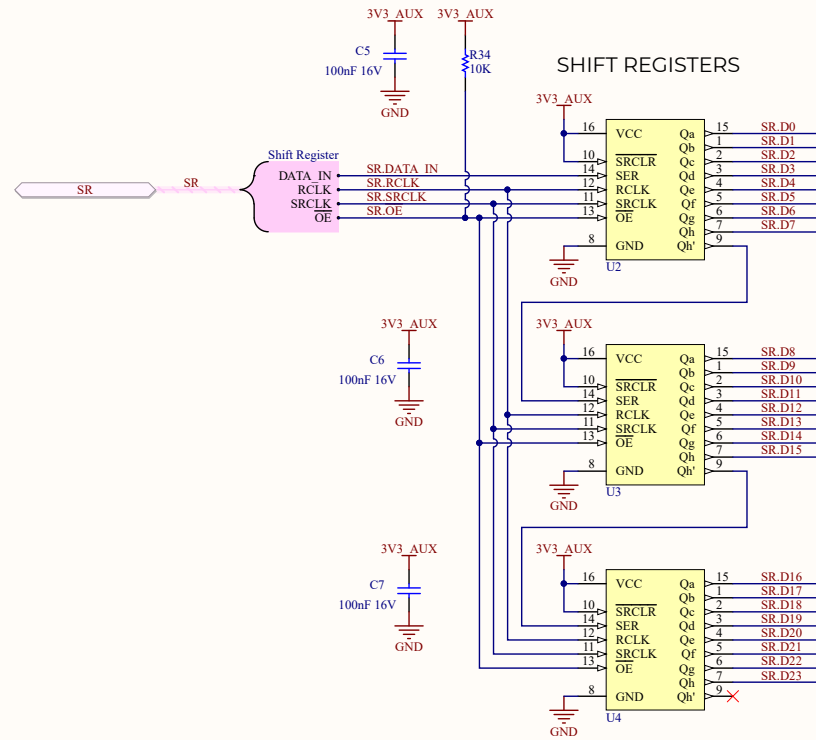 3V3_AUX
3V3_AUX
C5
100nF 16V
GND
R34
10K
SHIFT REGISTERS
SR
SR
Shift Register
DATA_IN
RCLK
SRCLK
OE
SR.DATA_IN
SR.RCLK
SR.SRCLK
SR.OE
3V3_AUX
16 VCC Qa 15 SR.D0
Qb 1 SR.D1
10 SRCLR Qc 2 SR.D2
14 SER Qd 3 SR.D3
12 RCLK Qe 4 SR.D4
11 SRCLK Qf 5 SR.D5
13 OE Qg 6 SR.D6
Qh 7 SR.D7
8 GND Qh' 9
GND
U2
3V3_AUX
C6
100nF 16V
GND
3V3_AUX
16 VCC Qa 15 SR.D8
Qb 1 SR.D9
10 SRCLR Qc 2 SR.D10
14 SER Qd 3 SR.D11
12 RCLK Qe 4 SR.D12
11 SRCLK Qf 5 SR.D13
13 OE Qg 6 SR.D14
Qh 7 SR.D15
8 GND Qh' 9
GND
U3
3V3_AUX
C7
100nF 16V
GND
3V3_AUX
16 VCC Qa 15 SR.D16
Qb 1 SR.D17
10 SRCLR Qc 2 SR.D18
14 SER Qd 3 SR.D19
12 RCLK Qe 4 SR.D20
11 SRCLK Qf 5 SR.D21
13 OE Qg 6 SR.D22
Qh 7 SR.D23
8 GND Qh' 9
GND
U4